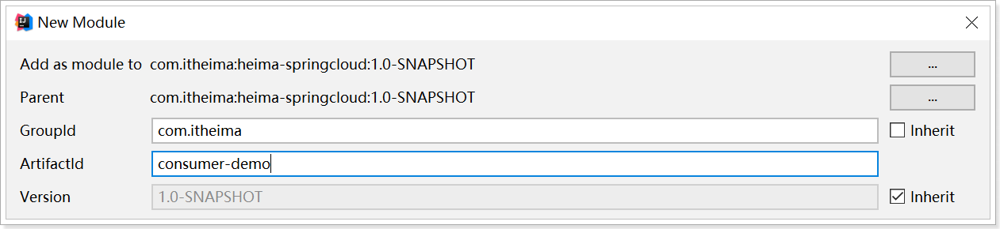 New Module
Add as module to com.itheima:heima-springcloud:1.0-SNAPSHOT ...
Parent com.itheima:heima-springcloud:1.0-SNAPSHOT ...
GroupId com.itheima Inherit
ArtifactId consumer-demo
Version 1.0-SNAPSHOT Inherit